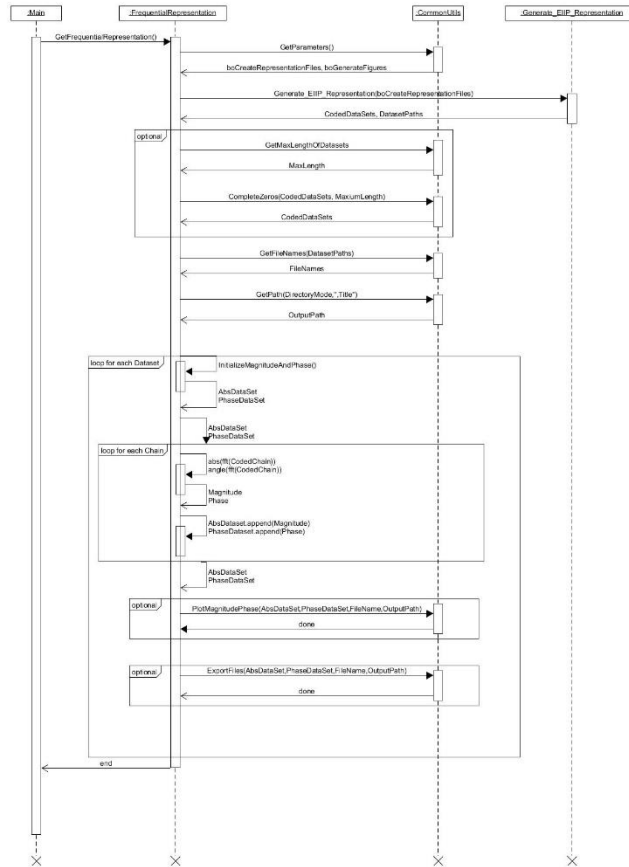 :Main
:FrequentialRepresentation
:CommonUtils
:Generate_EIIP_Representation
GetFrequentialRepresentation()
GetParameters()
boCreateRepresentationFiles, boGenerateFigures
Generate_EIIP_Representation(boCreateRepresentationFiles)
CodedDataSets, DatasetPaths
optional
GetMaxLengthOfDatasets
MaxLength
CompleteZeros(CodedDataSets, MaxiumLength)
CodedDataSets
GetFileNames(DatasetPaths)
FileNames
GetPath(DirectoryMode,",Title")
OutputPath
loop for each Dataset
InitializeMagnitudeAndPhase()
AbsDataSet
PhaseDataSet
AbsDataSet
PhaseDataSet
loop for each Chain
abs(fft(CodedChain))
angle(fft(CodedChain))
Magnitude
Phase
AbsDataset.append(Magnitude)
PhaseDataset.append(Phase)
AbsDataSet
PhaseDataSet
optional
PlotMagnitudePhase(AbsDataSet,PhaseDataSet,FileName,OutputPath)
done
optional
ExportFiles(AbsDataSet,PhaseDataSet,FileName,OutputPath)
done
end